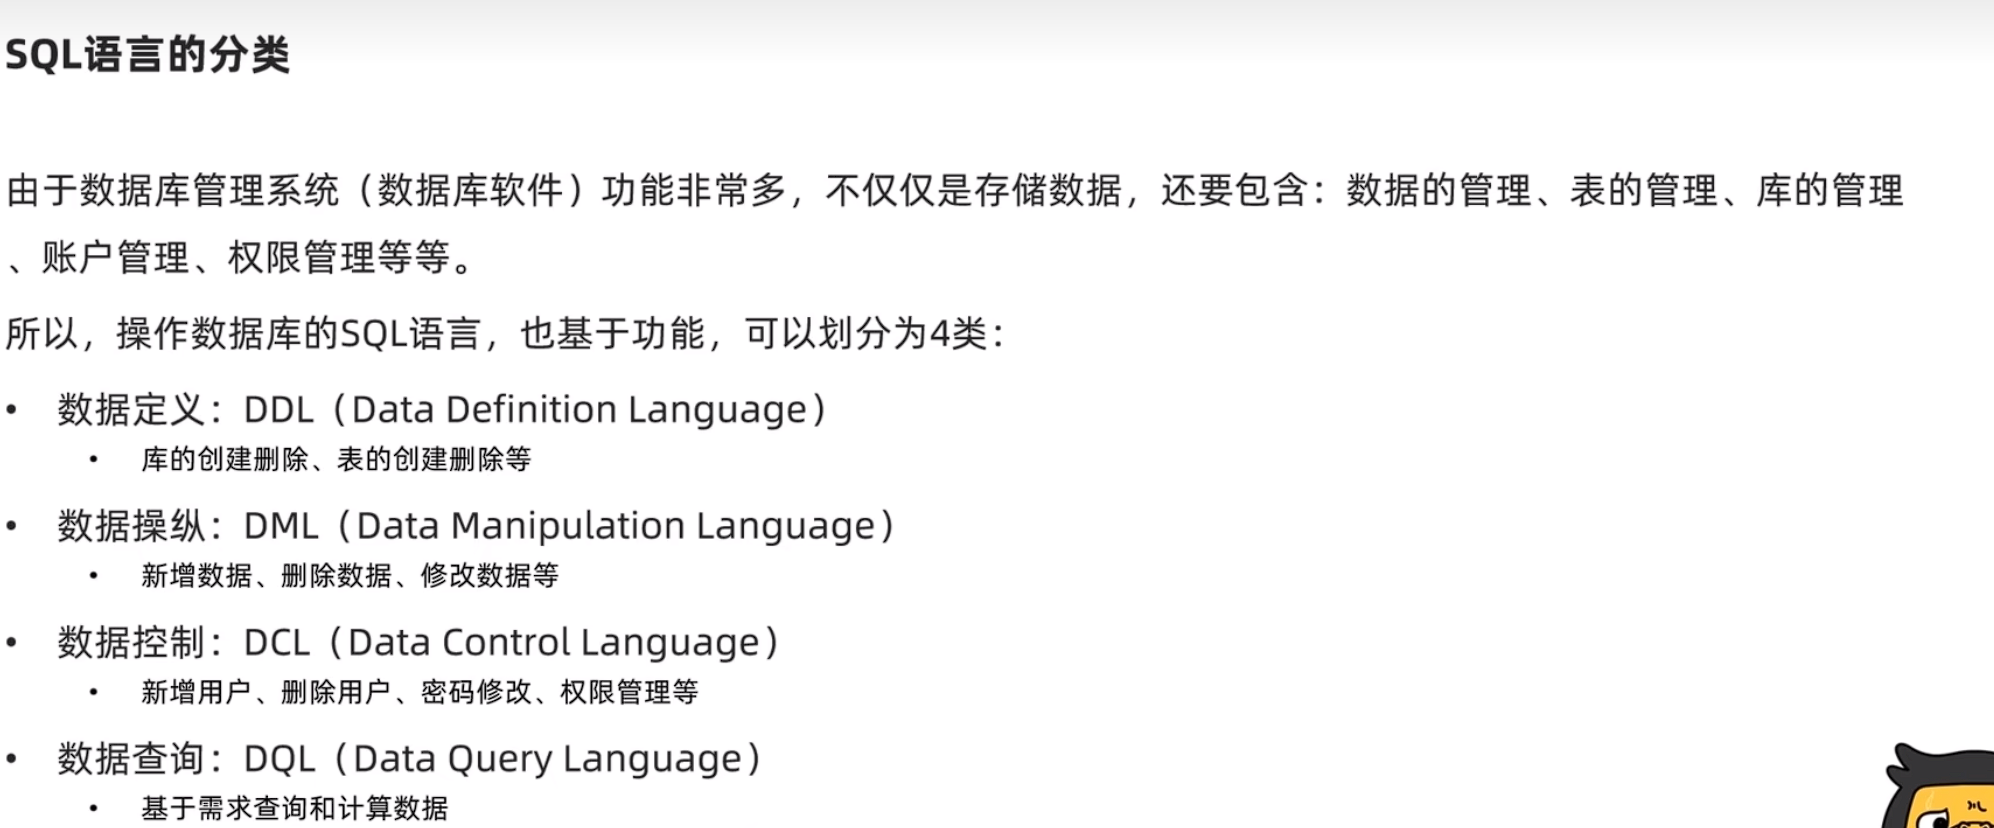 SQL语言的分类
由于数据库管理系统（数据库软件）功能非常多，不仅仅是存储数据，还要包含：数据的管理、表的管理、库的管理
、账户管理、权限管理等等。
所以，操作数据库的SQL语言，也基于功能，可以划分为4类：
• 数据定义：DDL（Data Definition Language）
• 库的创建删除、表的创建删除等
• 数据操纵：DML（Data Manipulation Language）
• 新增数据、删除数据、修改数据等
• 数据控制：DCL（Data Control Language）
• 新增用户、删除用户、密码修改、权限管理等
• 数据查询：DQL（Data Query Language）
• 基于需求查询和计算数据